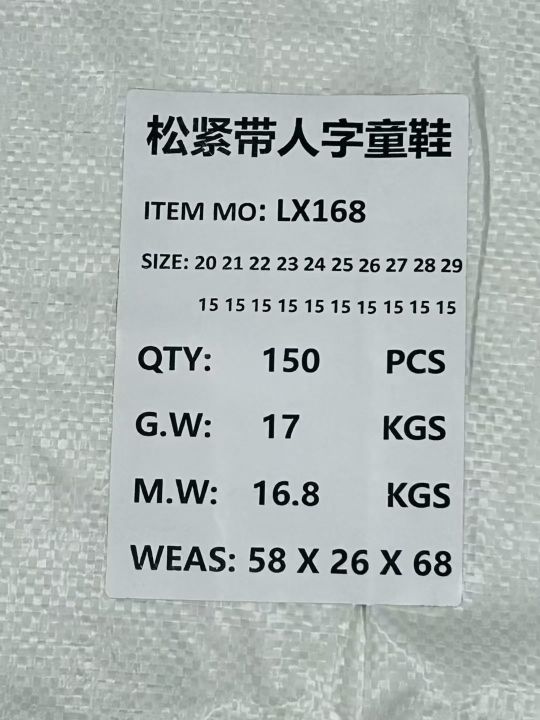 松紧带人字童鞋
ITEM MO: LX168
SIZE: 20 21 22 23 24 25 26 27 28 29
15 15 15 15 15 15 15 15 15 15
QTY: 150 PCS
G.W: 17 KGS
M.W: 16.8 KGS
WEAS: 58 X 26 X 68